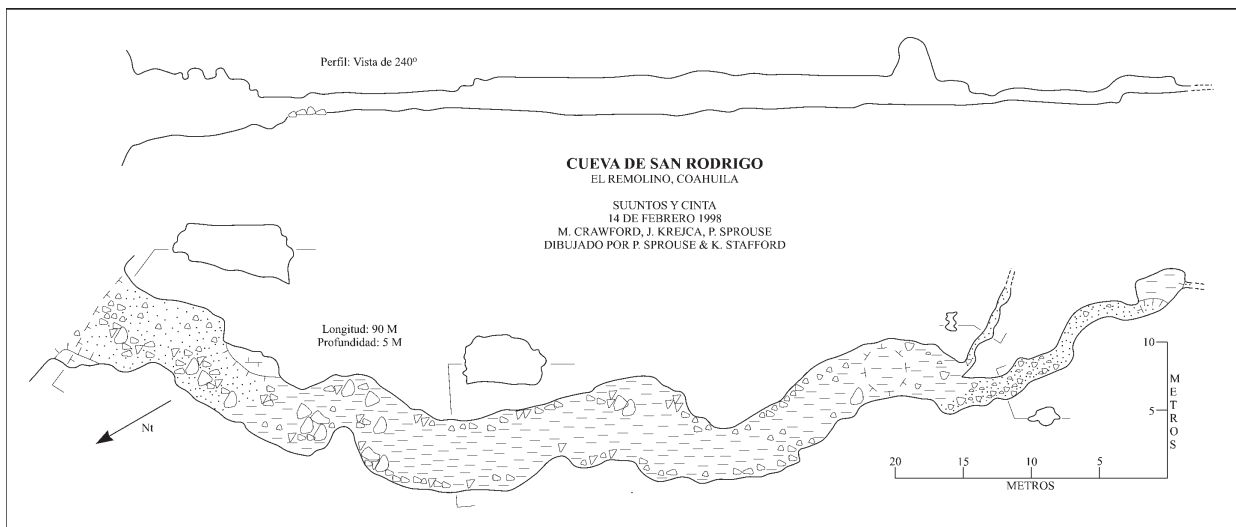 Perfil: Vista de 240º
CUEVA DE SAN RODRIGO
EL REMOLINO, COAHUILA
SUUNTOS Y CINTA
14 DE FEBRERO 1998
M. CRAWFORD, J. KREJCA, P. SPROUSE
DIBUJADO POR P. SPROUSE & K. STAFFORD
Longitud: 90 M
Profundidad: 5 M
Nt
10
5
METROS
20 15 10 5
METROS